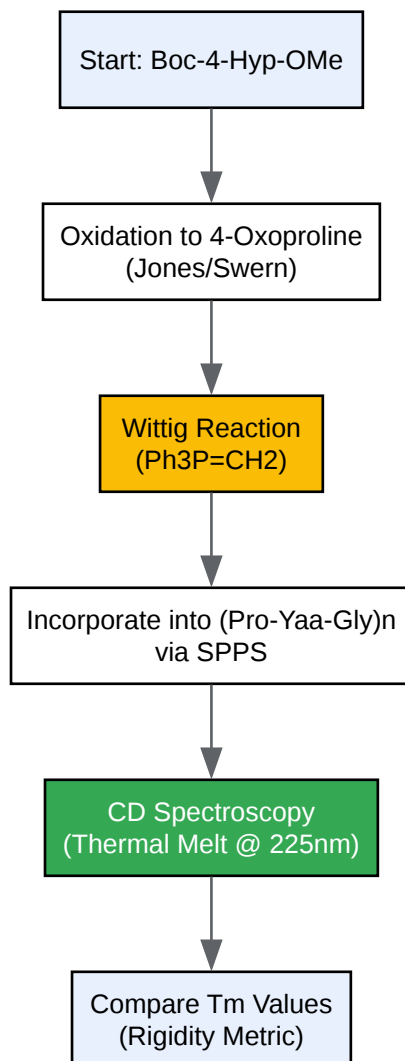 Start: Boc-4-Hyp-OMe
Oxidation to 4-Oxoproline
(Jones/Swern)
Wittig Reaction
(Ph3P=CH2)
Incorporate into (Pro-Yaa-Gly)n
via SPPS
CD Spectroscopy
(Thermal Melt @ 225nm)
Compare Tm Values
(Rigidity Metric)